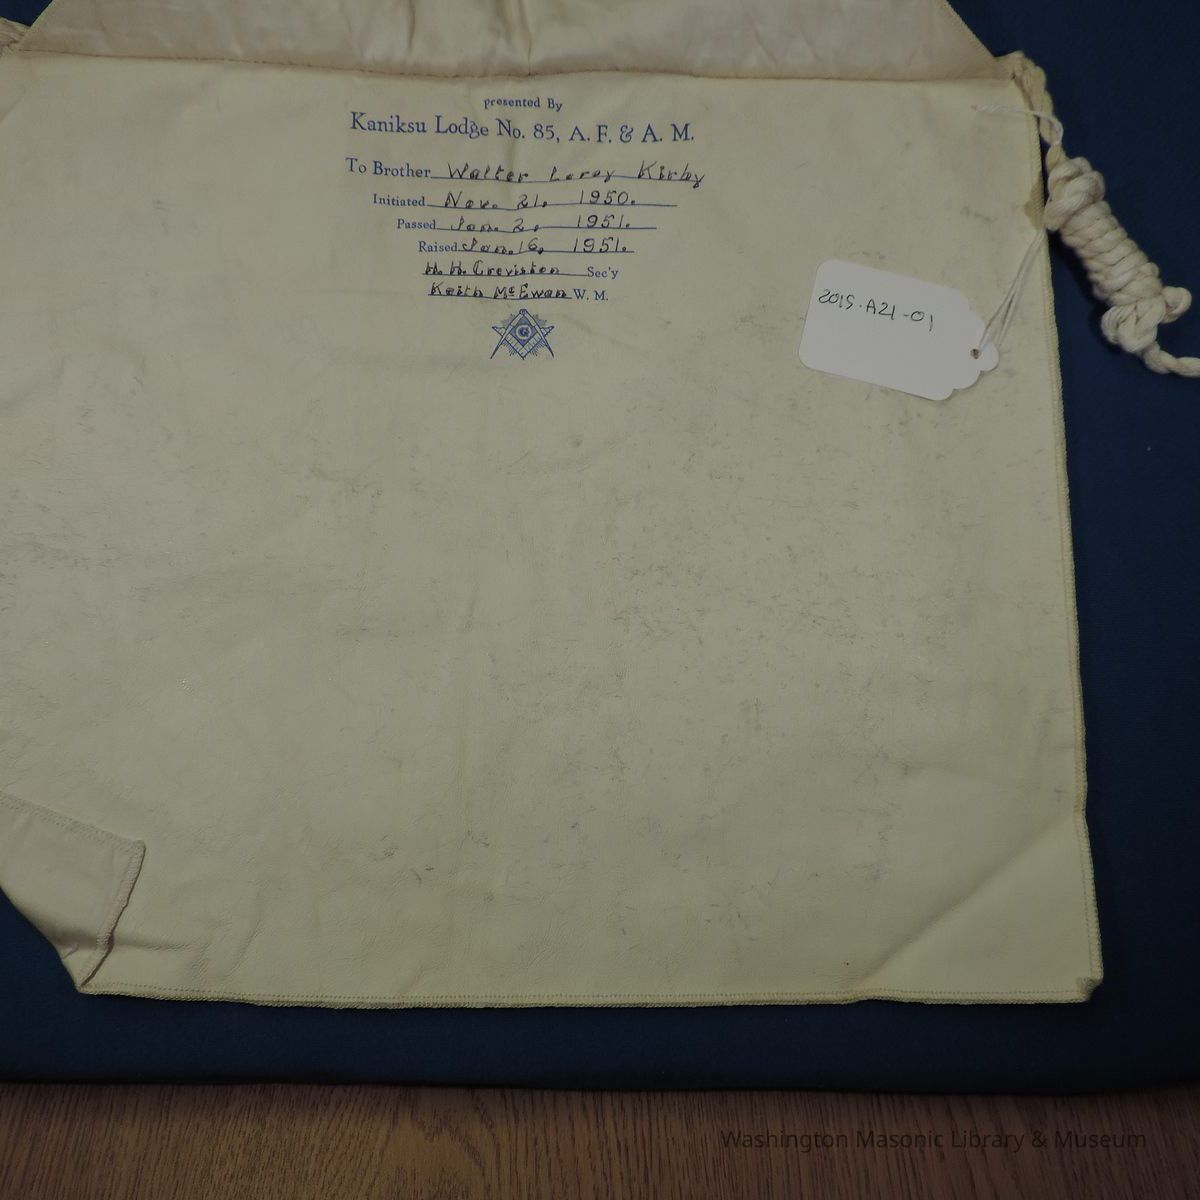 presented By
Kaniksu Lodge No. 85, A. F. & A. M.
To Brother Walter Leroy Kirby
Initiated Nov. 21, 1950.
Passed Jan. 2, 1951.
Raised Jan. 16, 1951.
H. H. Creviston Sec'y
Keith McEwan W. M.
G
2015.A21-01
Washington Masonic Library & Museum